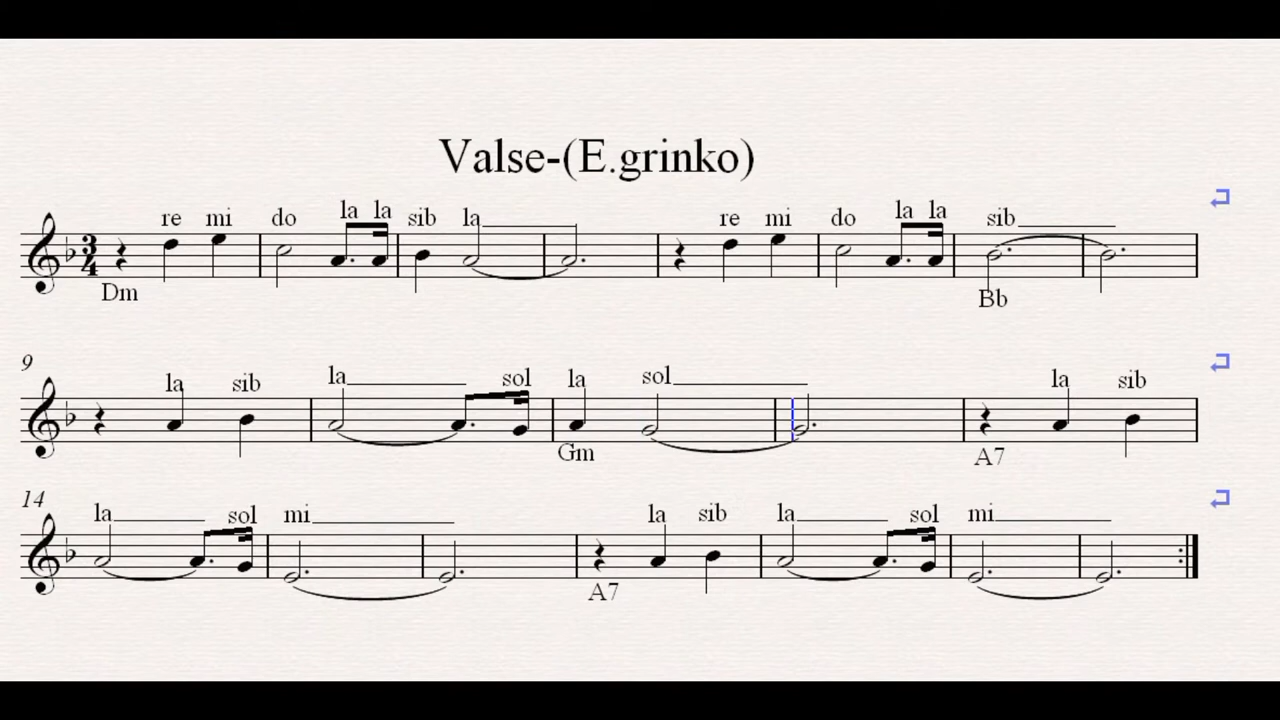 Valse-(E.grinko)
re mi do la la sib la re mi do la la sib
3
4
Dm Bb
9
la sib la sol la sol la sib
Gm A7
14
la sol mi la sib la sol mi
A7